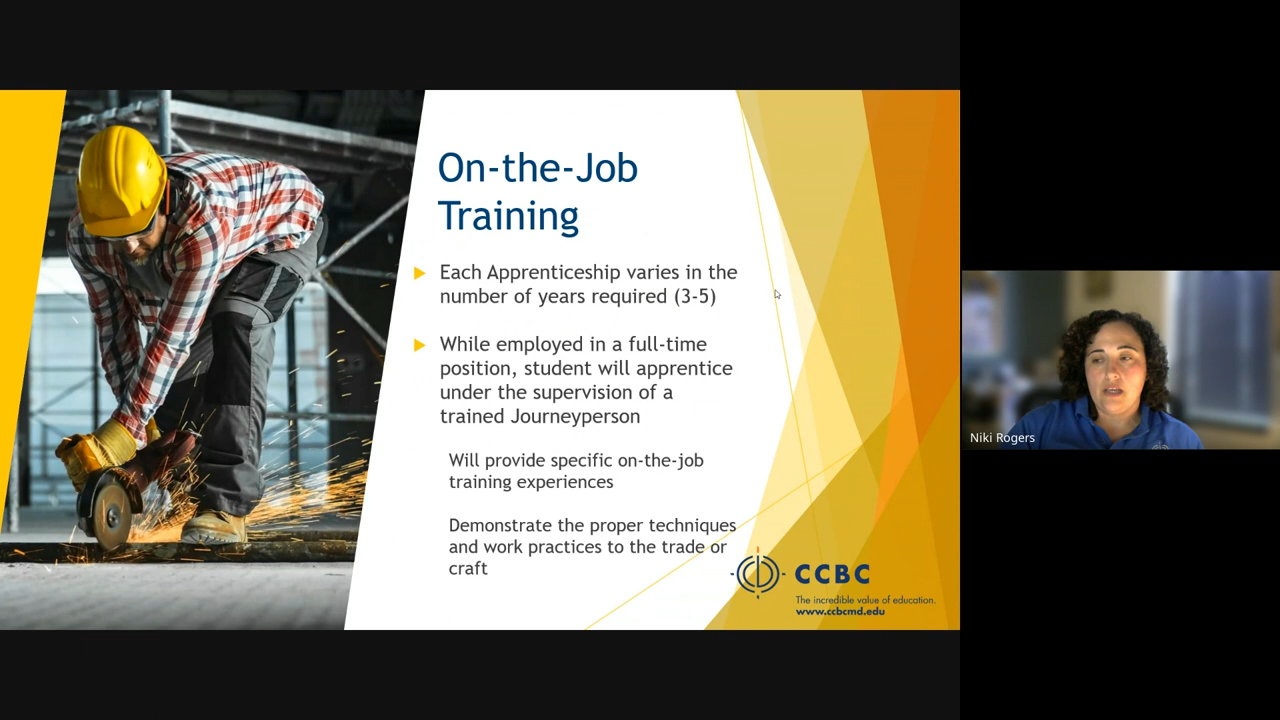 On-the-Job
Training
Each Apprenticeship varies in the
number of years required (3-5)
While employed in a full-time
position, student will apprentice
under the supervision of a
trained Journeyperson
Will provide specific on-the-job
training experiences
Demonstrate the proper techniques
and work practices to the trade or
craft
CCBC
The incredible value of education.
www.ccbcmd.edu
Niki Rogers